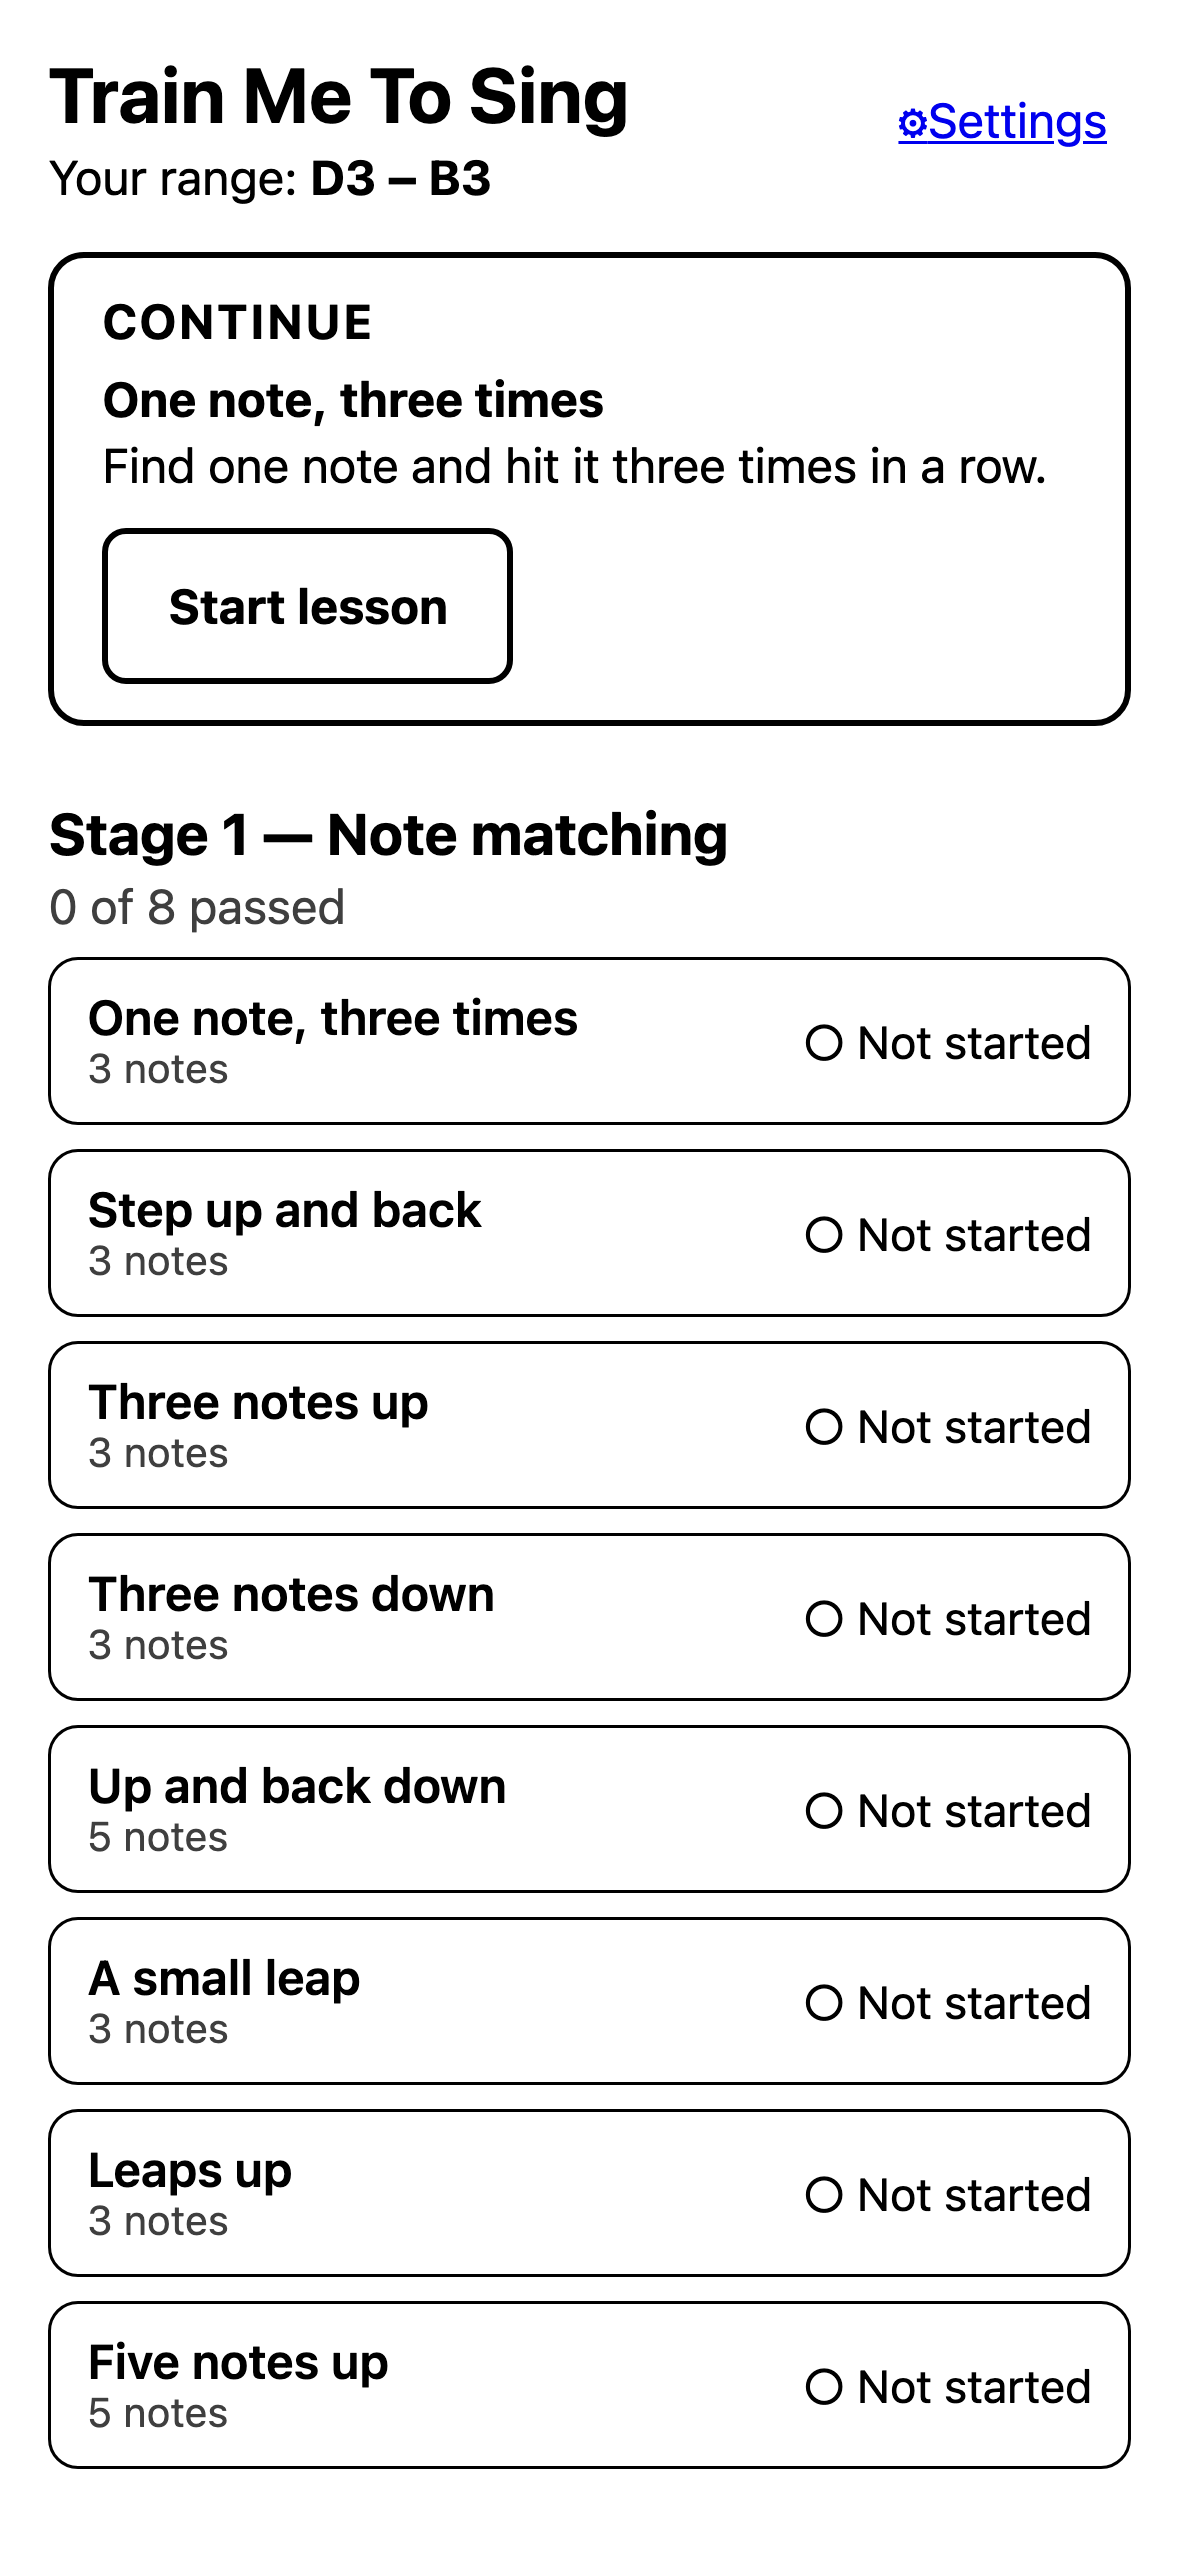 Train Me To Sing
⚙Settings
Your range: D3 – B3
CONTINUE
One note, three times
Find one note and hit it three times in a row.
Start lesson
Stage 1 — Note matching
0 of 8 passed
One note, three times
3 notes
Not started
Step up and back
3 notes
Not started
Three notes up
3 notes
Not started
Three notes down
3 notes
Not started
Up and back down
5 notes
Not started
A small leap
3 notes
Not started
Leaps up
3 notes
Not started
Five notes up
5 notes
Not started